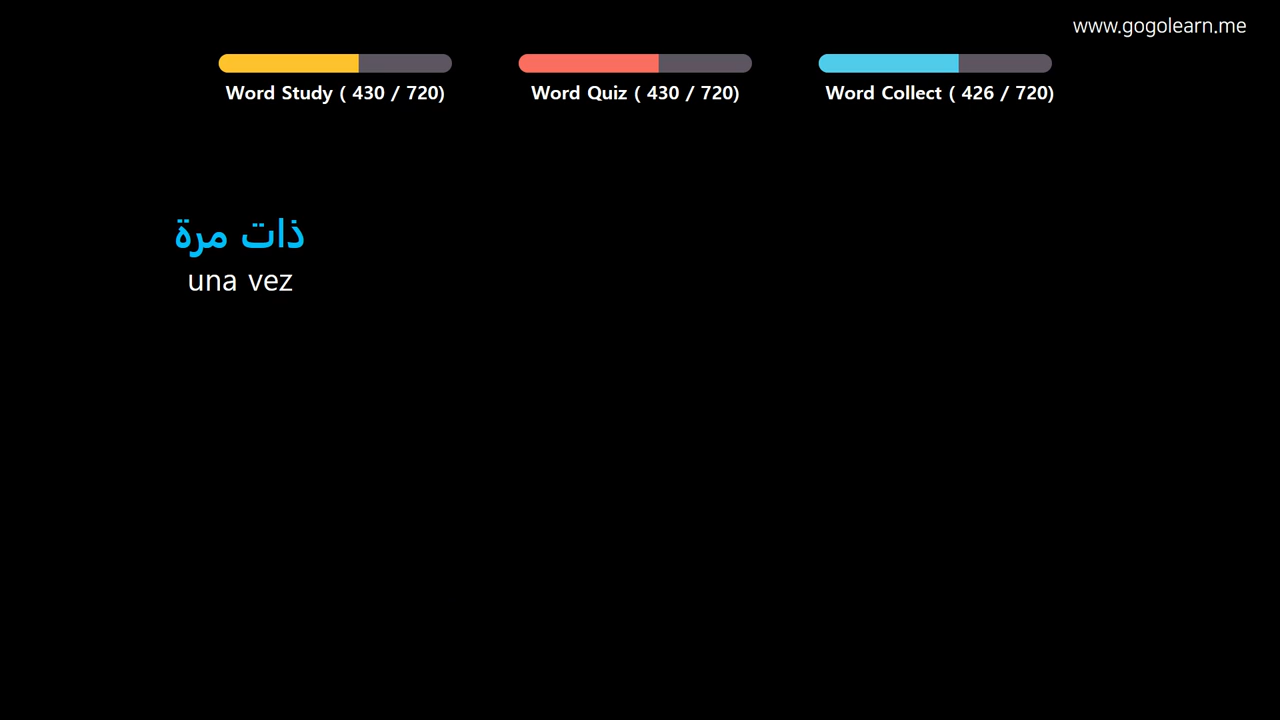 www.gogolearn.me
Word Study ( 430 / 720)
Word Quiz ( 430 / 720)
Word Collect ( 426 / 720)
ذات مرة
una vez